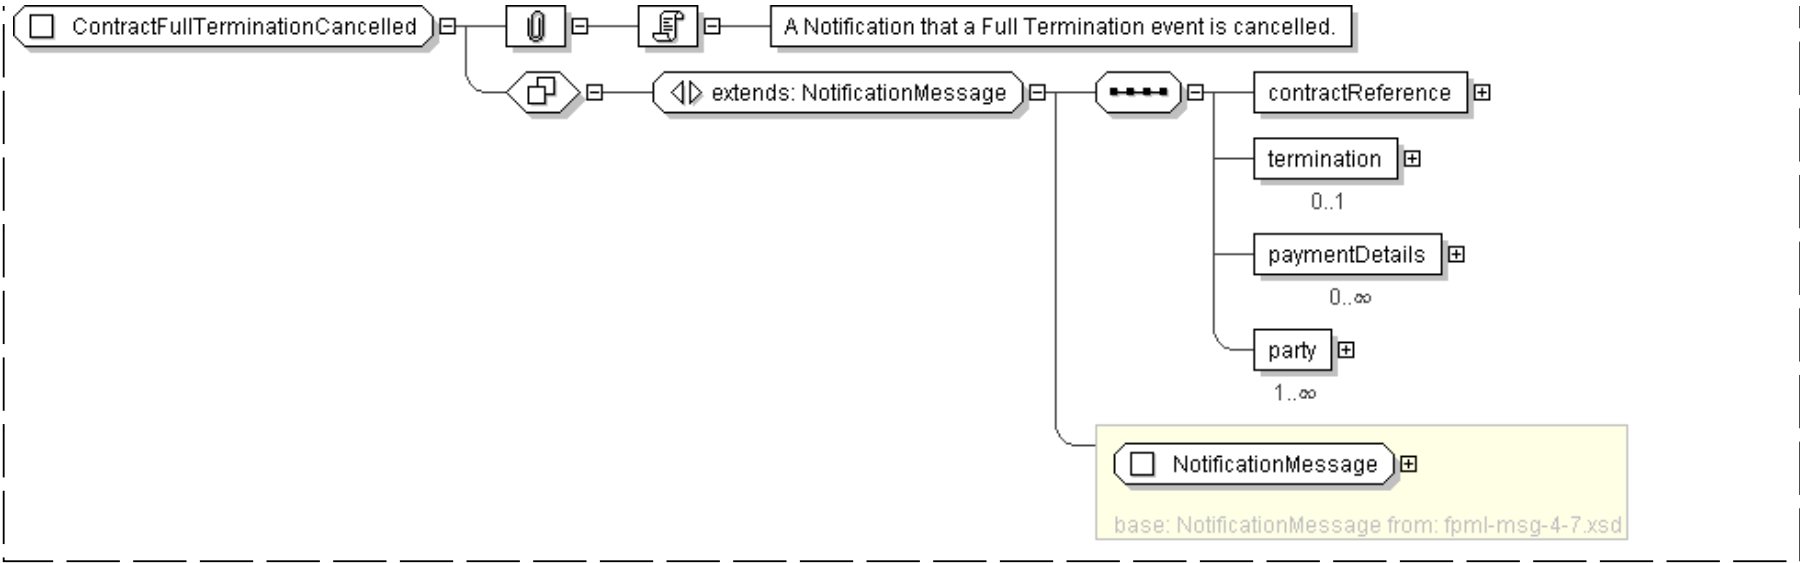 ContractFullTerminationCancelled
A Notification that a Full Termination event is cancelled.
extends: NotificationMessage
contractReference
termination
0..1
paymentDetails
0..∞
party
1..∞
NotificationMessage
base: NotificationMessage from: fpml-msg-4-7.xsd